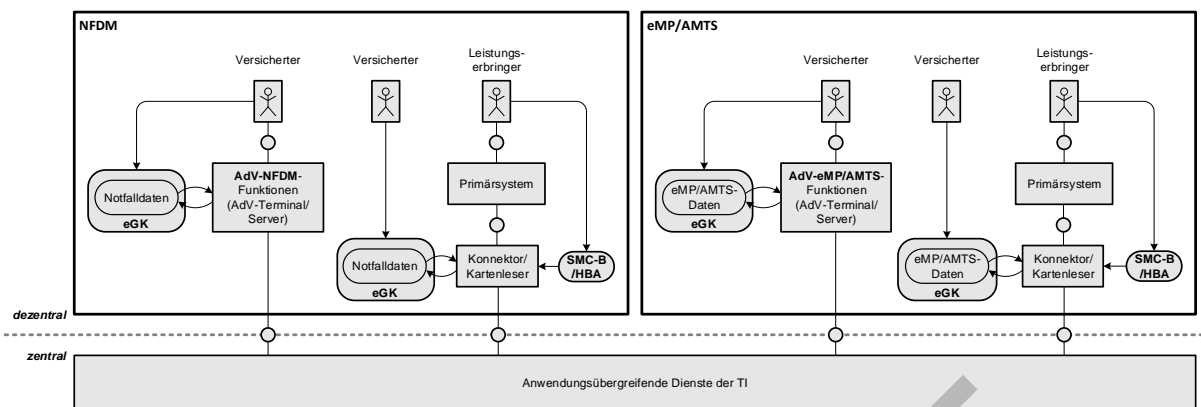 NFDM
Versicherter
Versicherter
Leistungs-
erbringer
AdV-NFDM-
Funktionen
(AdV-Terminal/
Server)
Notfalldaten
eGK
Primärsystem
Notfalldaten
eGK
Konnektor/
Kartenleser
SMC-B
/HBA
eMP/AMTS
Versicherter
Versicherter
Leistungs-
erbringer
AdV-eMP/AMTS-
Funktionen
(AdV-Terminal/
Server)
eMP/AMTS-
Daten
eGK
Primärsystem
eMP/AMTS-
Daten
eGK
Konnektor/
Kartenleser
SMC-B
/HBA
dezentral
zentral
Anwendungsübergreifende Dienste der TI